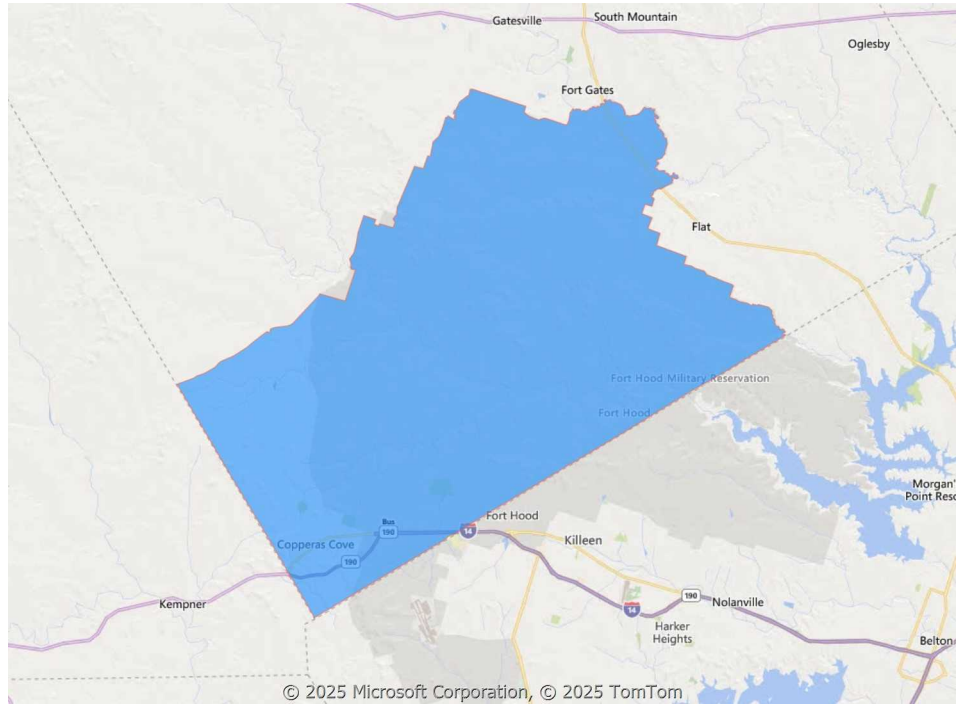 Gatesville
South Mountain
Oglesby
Fort Gates
Flat
Fort Hood Military Reservation
Fort Hood
Morgan'
Point Reso
Fort Hood
Bus
190
14
Copperas Cove
190
Killeen
Kempner
14
190
Nolanville
Harker
Heights
Belton
© 2025 Microsoft Corporation, © 2025 TomTom